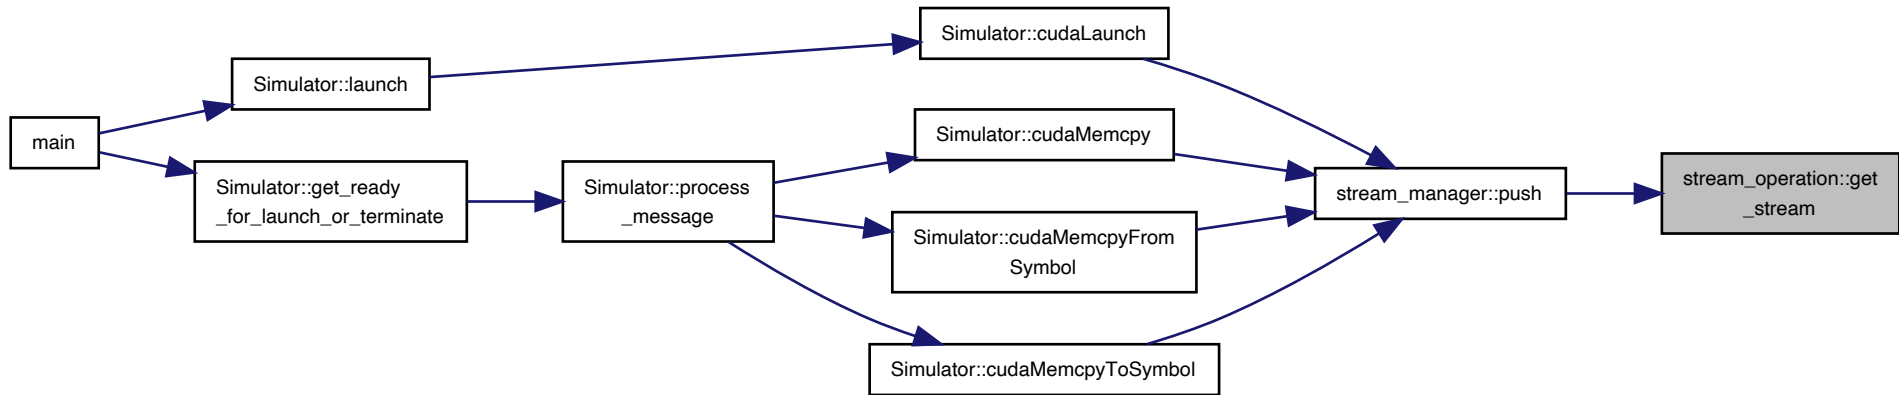 main
Simulator::launch
Simulator::get_ready
_for_launch_or_terminate
Simulator::process
_message
Simulator::cudaLaunch
Simulator::cudaMemcpy
Simulator::cudaMemcpyFrom
Symbol
Simulator::cudaMemcpyToSymbol
stream_manager::push
stream_operation::get
_stream